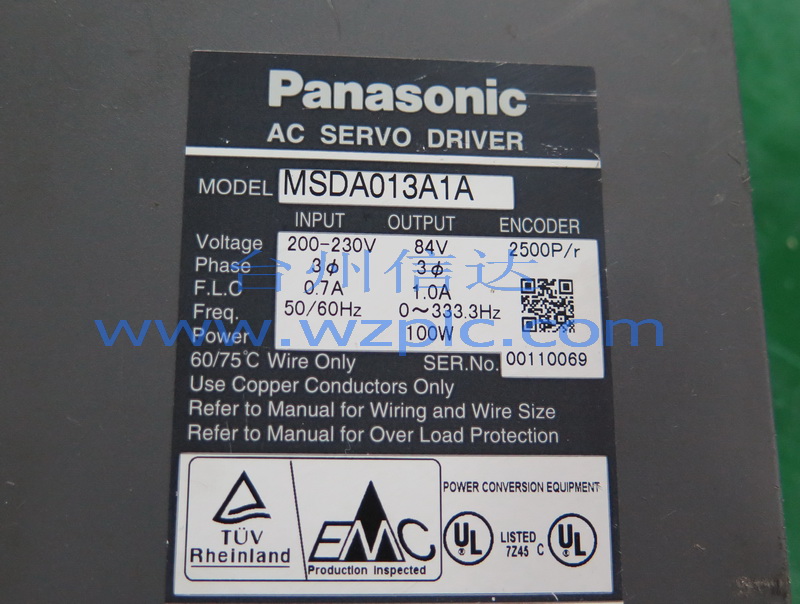 Panasonic
AC SERVO DRIVER
MODEL MSDA013A1A
INPUT OUTPUT ENCODER
Voltage 200-230V 84V 2500P/r
Phase 3ϕ 3ϕ
台州信达
F.L.C 0.7A 1.0A
Freq. 50/60Hz 0～333.3Hz
www.wzplc.com
Power 100W
60/75℃ Wire Only SER.No. 00110069
Use Copper Conductors Only
Refer to Manual for Wiring and Wire Size
Refer to Manual for Over Load Protection
TÜV
Rheinland
EMC
Production Inspected
POWER CONVERSION EQUIPMENT
UL LISTED C UL
7Z45